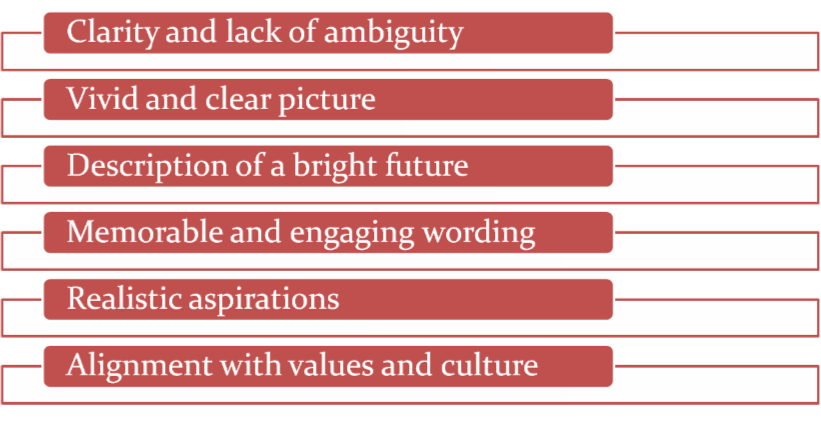 Clarity and lack of ambiguity
Vivid and clear picture
Description of a bright future
Memorable and engaging wording
Realistic aspirations
Alignment with values and culture